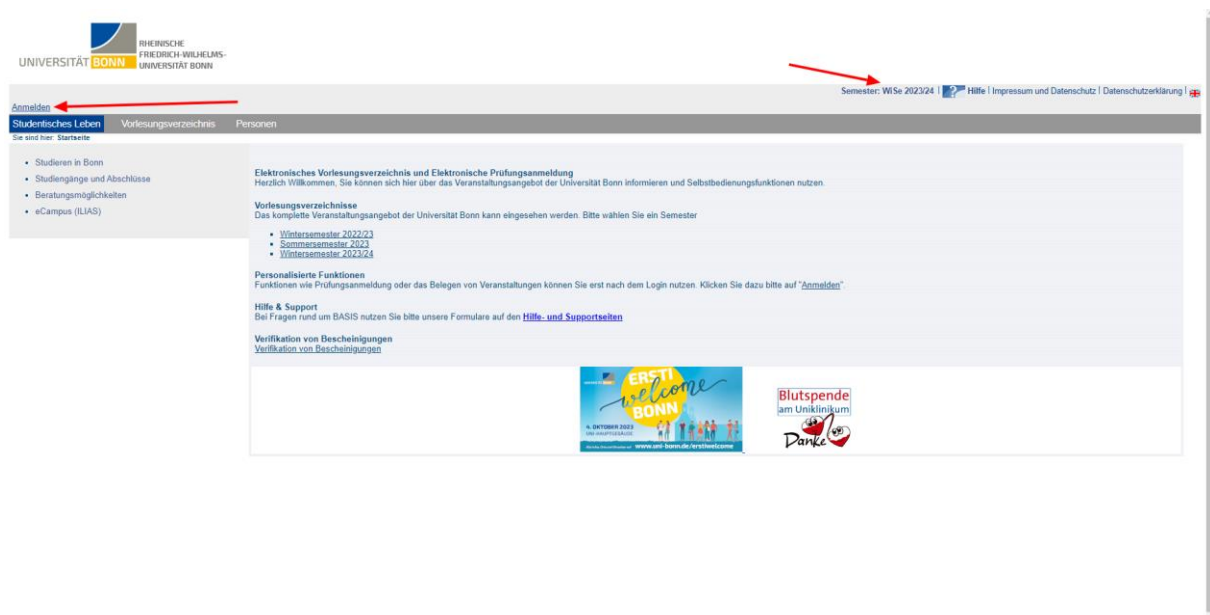 RHEINISCHE
FRIEDRICH-WILHELMS-
UNIVERSITÄT BONN UNIVERSITÄT BONN
Semester: WiSe 2023/24 | Hilfe | Impressum und Datenschutz | Datenschutzerklärung |
Anmelden
Studentisches Leben Vorlesungsverzeichnis Personen
Sie sind hier: Startseite
Studieren in Bonn
Studiengänge und Abschlüsse
Beratungsmöglichkeiten
eCampus (ILIAS)
Elektronisches Vorlesungsverzeichnis und Elektronische Prüfungsanmeldung
Herzlich Willkommen, Sie können sich hier über das Veranstaltungsangebot der Universität Bonn informieren und Selbstbedienungsfunktionen nutzen.
Vorlesungsverzeichnisse
Das komplette Veranstaltungsangebot der Universität Bonn kann eingesehen werden. Bitte wählen Sie ein Semester
Wintersemester 2022/23
Sommersemester 2023
Wintersemester 2023/24
Personalisierte Funktionen
Funktionen wie Prüfungsanmeldung oder das Belegen von Veranstaltungen können Sie erst nach dem Login nutzen. Klicken Sie dazu bitte auf "Anmelden".
Hilfe & Support
Bei Fragen rund um BASIS nutzen Sie bitte unsere Formulare auf den Hilfe- und Supportseiten
Verifikation von Bescheinigungen
Verifikation von Bescheinigungen
ERSTI
welcome
BONN
4. OKTOBER 2023
UNI-HAUPTGEBÄUDE
www.uni-bonn.de/erstiwelcome
Blutspende
am Uniklinikum
Danke